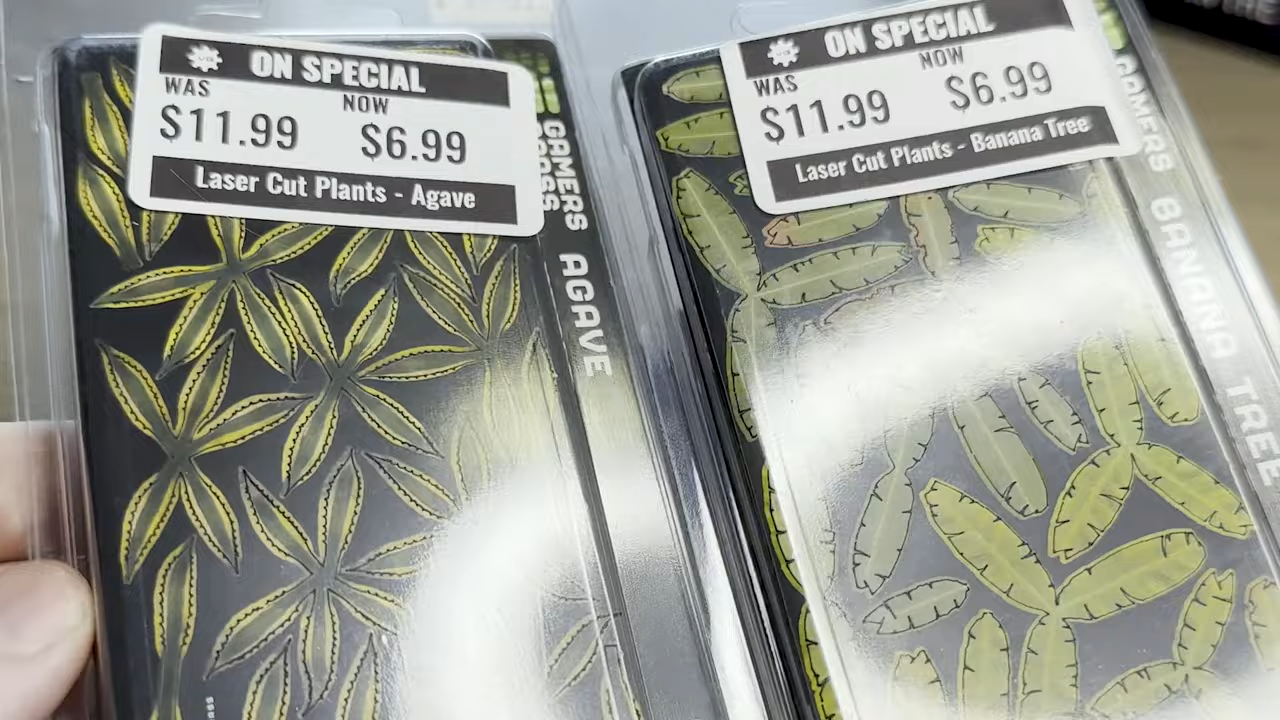 ON SPECIAL
WAS
NOW
$11.99
$6.99
Laser Cut Plants - Agave
GAMERS
GRASS
AGAVE
ON SPECIAL
WAS
NOW
$11.99
$6.99
Laser Cut Plants - Banana Tree
GAMERS
BANANA TREE